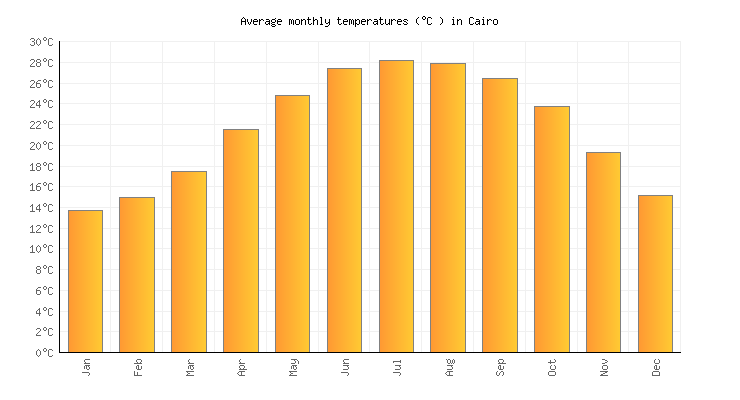 Average monthly temperatures (°C ) in Cairo
30°C
28°C
26°C
24°C
22°C
20°C
18°C
16°C
14°C
12°C
10°C
8°C
6°C
4°C
2°C
0°C
Jan
Feb
Mar
Apr
May
Jun
Jul
Aug
Sep
Oct
Nov
Dec